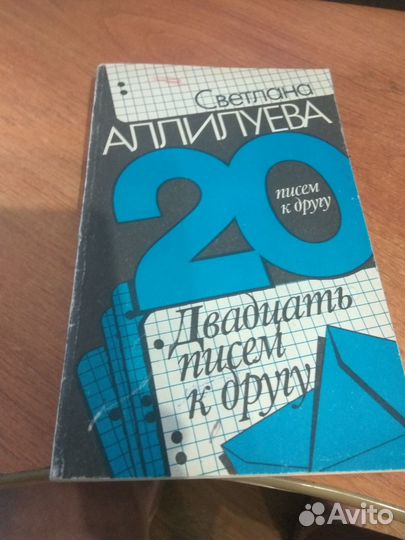 Светлана
АЛЛИЛУЕВА
20
писем
к другу
Двадцать
писем
к другу
Avito